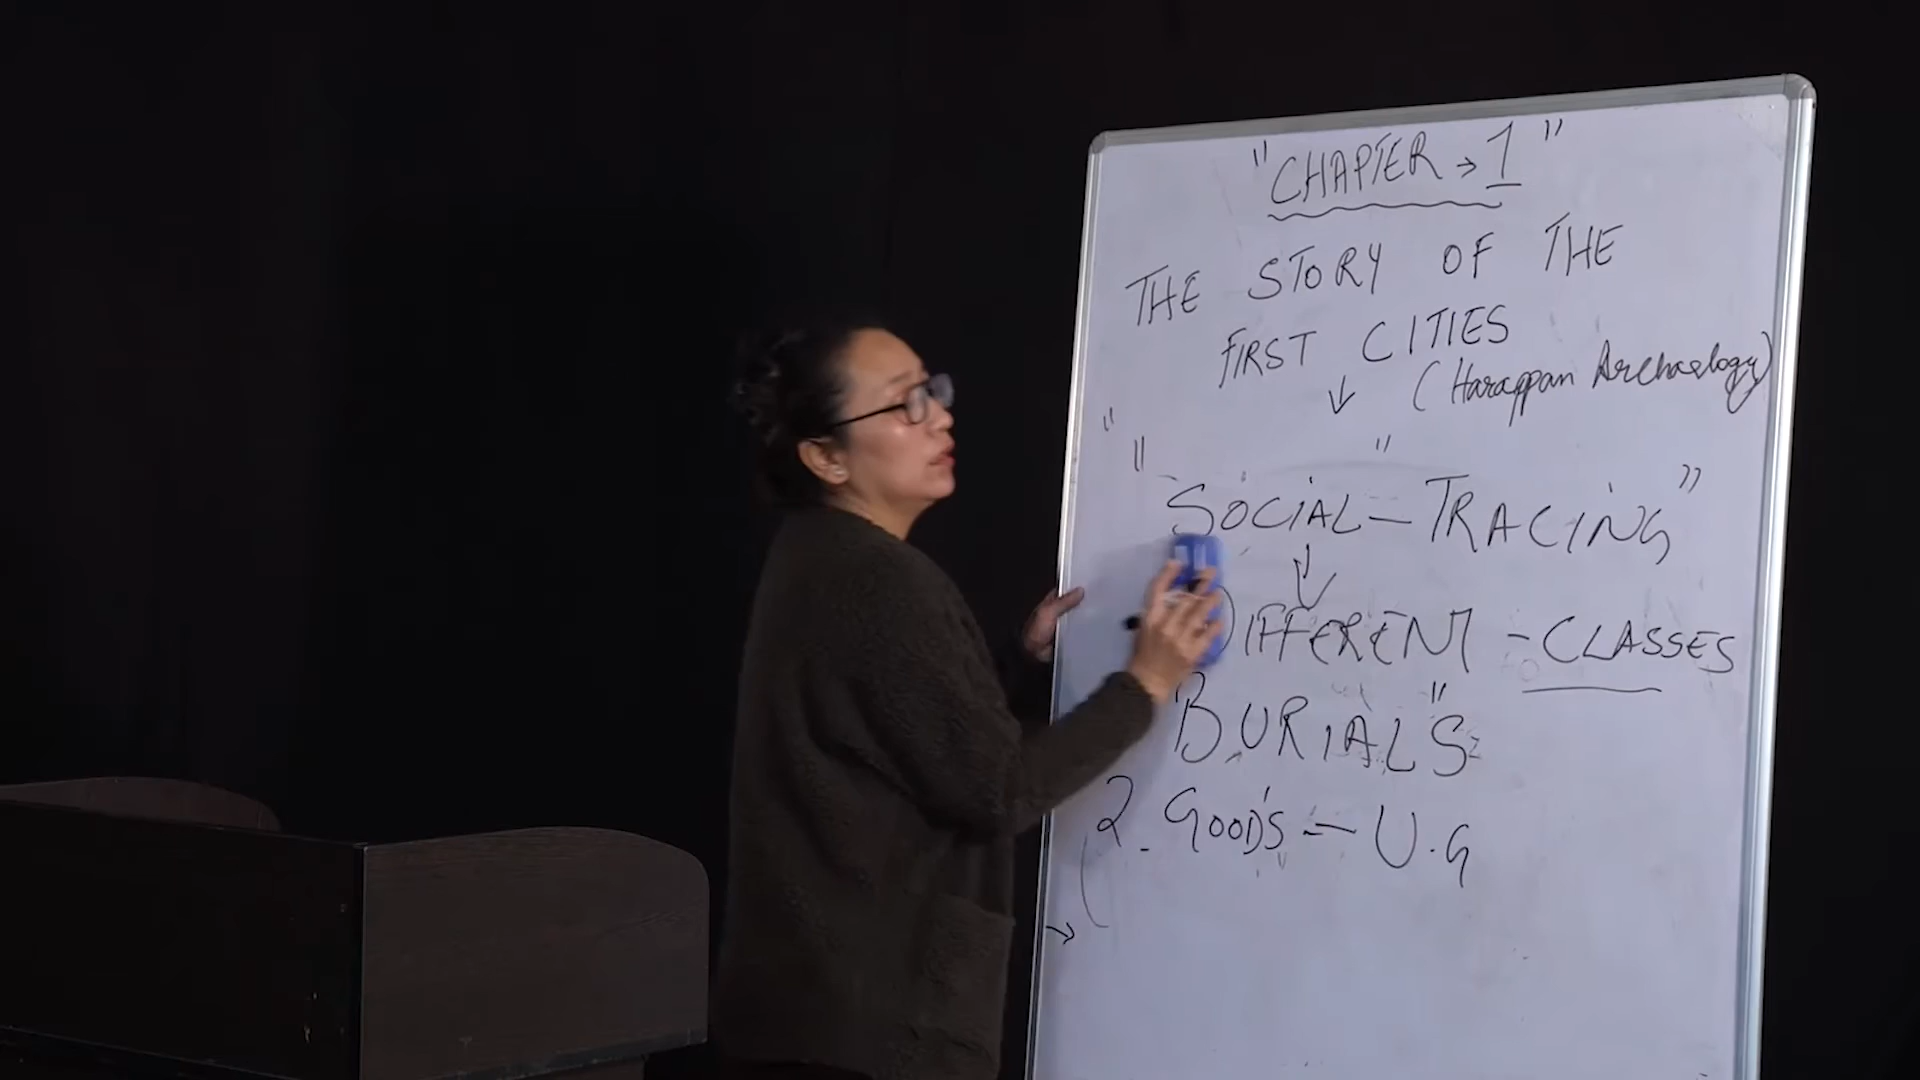 "CHAPTER → 1"
THE STORY OF THE
FIRST CITIES
(Harappan Archaeology)
"SOCIAL - TRACING"
DIFFERENT - CLASSES
BURIALS
2. GOODS - U.G